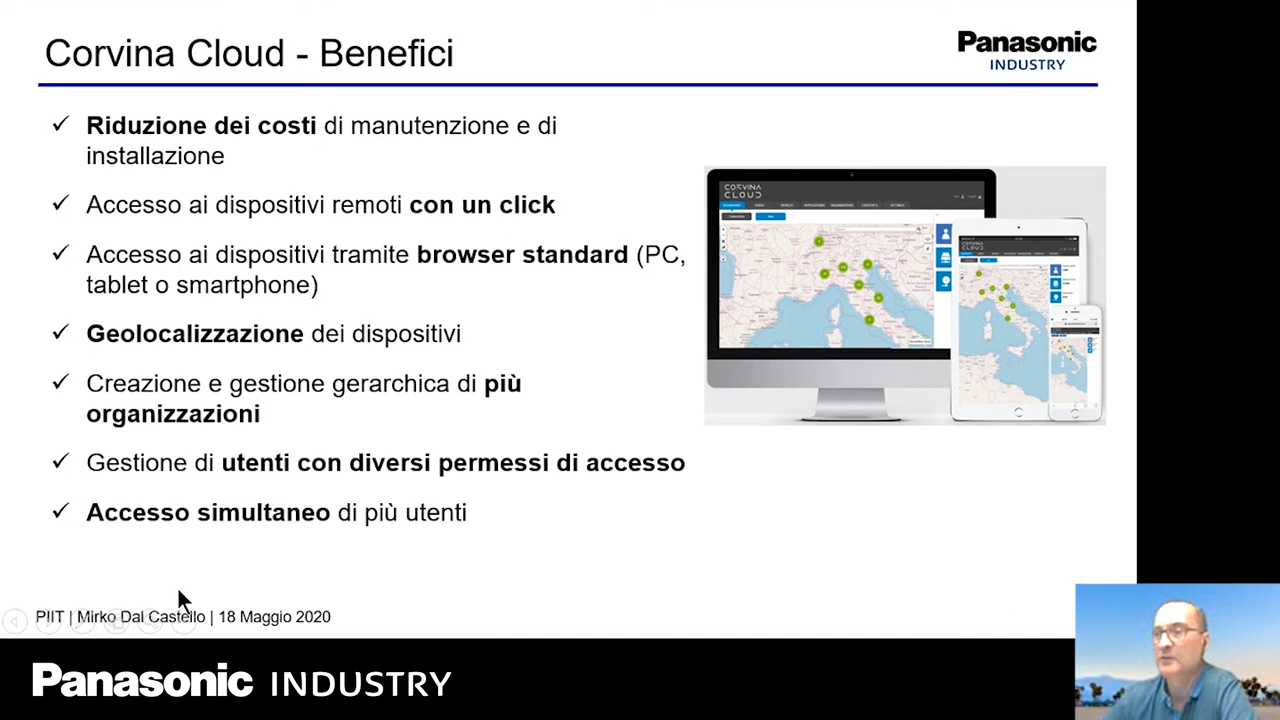 Corvina Cloud - Benefici
Panasonic
INDUSTRY
✓ Riduzione dei costi di manutenzione e di
installazione
✓ Accesso ai dispositivi remoti con un click
✓ Accesso ai dispositivi tramite browser standard (PC,
tablet o smartphone)
✓ Geolocalizzazione dei dispositivi
✓ Creazione e gestione gerarchica di più
organizzazioni
✓ Gestione di utenti con diversi permessi di accesso
✓ Accesso simultaneo di più utenti
CORVINA
CLOUD
CORVINA
CLOUD
PIIT | Mirko Dal Castello | 18 Maggio 2020
Panasonic INDUSTRY